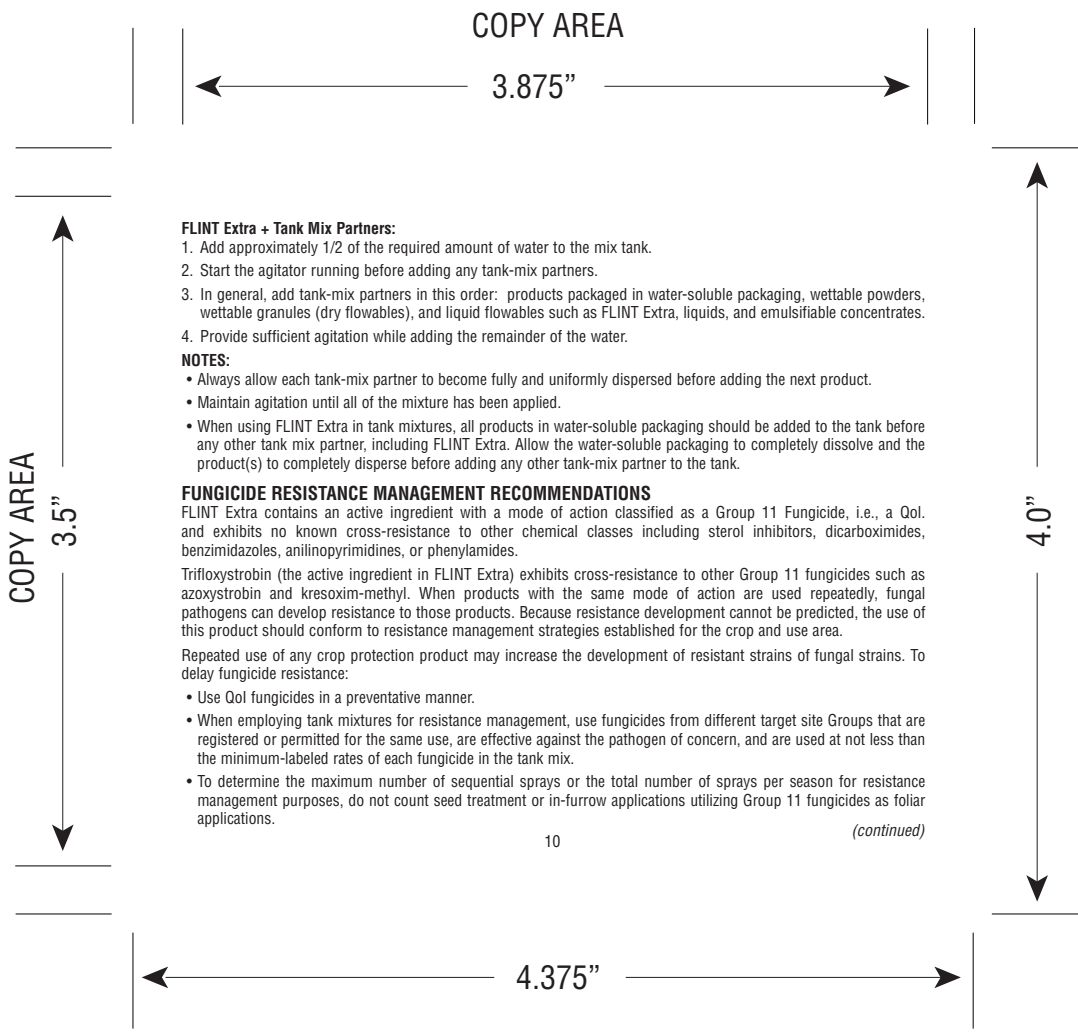 COPY AREA
3.875”
FLINT Extra + Tank Mix Partners:
1. Add approximately 1/2 of the required amount of water to the mix tank.
2. Start the agitator running before adding any tank-mix partners.
3. In general, add tank-mix partners in this order: products packaged in water-soluble packaging, wettable powders,
wettable granules (dry flowables), and liquid flowables such as FLINT Extra, liquids, and emulsifiable concentrates.
4. Provide sufficient agitation while adding the remainder of the water.
NOTES:
• Always allow each tank-mix partner to become fully and uniformly dispersed before adding the next product.
• Maintain agitation until all of the mixture has been applied.
• When using FLINT Extra in tank mixtures, all products in water-soluble packaging should be added to the tank before
any other tank mix partner, including FLINT Extra. Allow the water-soluble packaging to completely dissolve and the
product(s) to completely disperse before adding any other tank-mix partner to the tank.
FUNGICIDE RESISTANCE MANAGEMENT RECOMMENDATIONS
FLINT Extra contains an active ingredient with a mode of action classified as a Group 11 Fungicide, i.e., a QoI.
and exhibits no known cross-resistance to other chemical classes including sterol inhibitors, dicarboximides,
benzimidazoles, anilinopyrimidines, or phenylamides.
Trifloxystrobin (the active ingredient in FLINT Extra) exhibits cross-resistance to other Group 11 fungicides such as
azoxystrobin and kresoxim-methyl. When products with the same mode of action are used repeatedly, fungal
pathogens can develop resistance to those products. Because resistance development cannot be predicted, the use of
this product should conform to resistance management strategies established for the crop and use area.
Repeated use of any crop protection product may increase the development of resistant strains of fungal strains. To
delay fungicide resistance:
• Use QoI fungicides in a preventative manner.
• When employing tank mixtures for resistance management, use fungicides from different target site Groups that are
registered or permitted for the same use, are effective against the pathogen of concern, and are used at not less than
the minimum-labeled rates of each fungicide in the tank mix.
• To determine the maximum number of sequential sprays or the total number of sprays per season for resistance
management purposes, do not count seed treatment or in-furrow applications utilizing Group 11 fungicides as foliar
applications.
(continued)
10
COPY AREA
3.5”
4.0”
4.375”